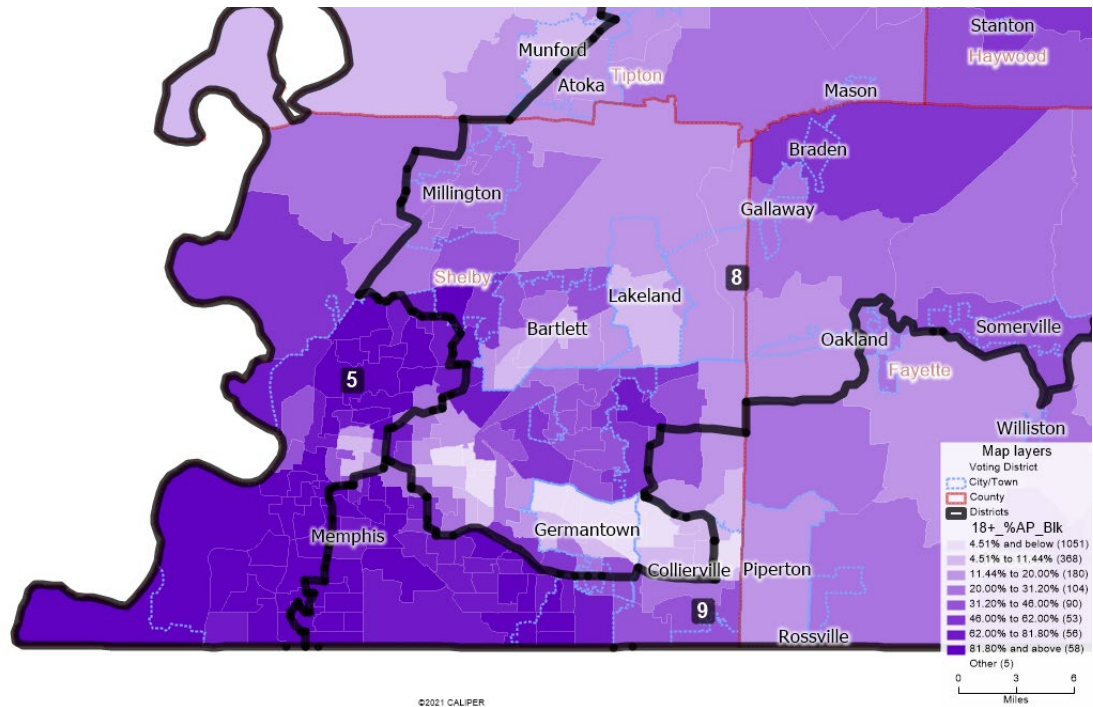 Stanton
Haywood
Munford
Tipton
Atoka
Mason
Braden
Millington
Gallaway
Shelby
8
Lakeland
Bartlett
Oakland
Somerville
5
Fayette
Williston
Germantown
Memphis
Collierville
Piperton
9
Rossville
Map layers
Voting District
City/Town
County
Districts
18+_%AP_Blk
4.51% and below (1051)
4.51% to 11.44% (368)
11.44% to 20.00% (180)
20.00% to 31.20% (104)
31.20% to 46.00% (90)
46.00% to 62.00% (53)
62.00% to 81.80% (56)
81.80% and above (58)
Other (5)
0 3 6
Miles
©2021 CALIPER